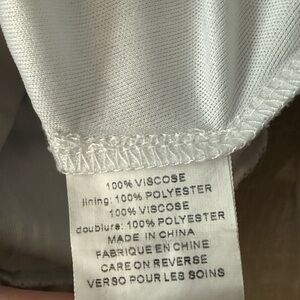 100% VISCOSE
lining: 100% POLYESTER
100% VISCOSE
doublure: 100% POLYESTER
MADE IN CHINA
FABRIQUE EN CHINE
CARE ON REVERSE
VERSO POUR LES SOINS